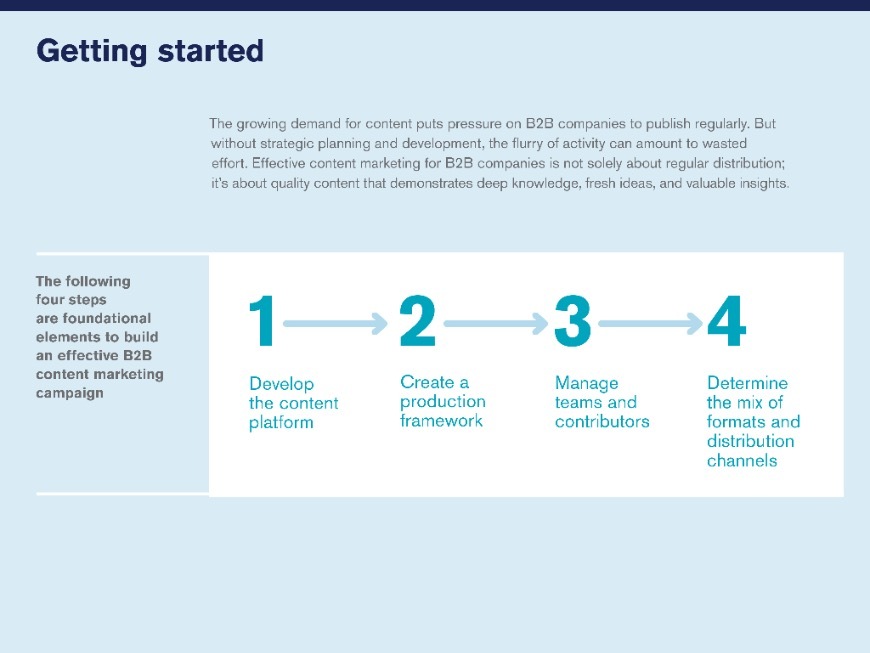 Getting started
The growing demand for content puts pressure on B2B companies to publish regularly. But
without strategic planning and development, the flurry of activity can amount to wasted
effort. Effective content marketing for B2B companies is not solely about regular distribution;
it's about quality content that demonstrates deep knowledge, fresh ideas, and valuable insights.
The following
four steps
are foundational
elements to build
an effective B2B
content marketing
campaign
1
Develop
the content
platform
2
Create a
production
framework
3
Manage
teams and
contributors
4
Determine
the mix of
formats and
distribution
channels